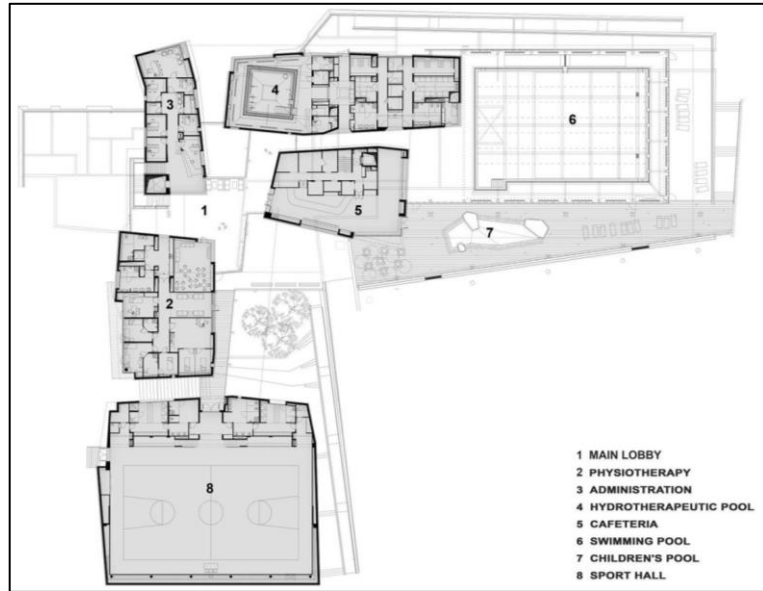 3
4
6
1
5
7
2
8
1 MAIN LOBBY
2 PHYSIOTHERAPY
3 ADMINISTRATION
4 HYDROTHERAPEUTIC POOL
5 CAFETERIA
6 SWIMMING POOL
7 CHILDREN'S POOL
8 SPORT HALL